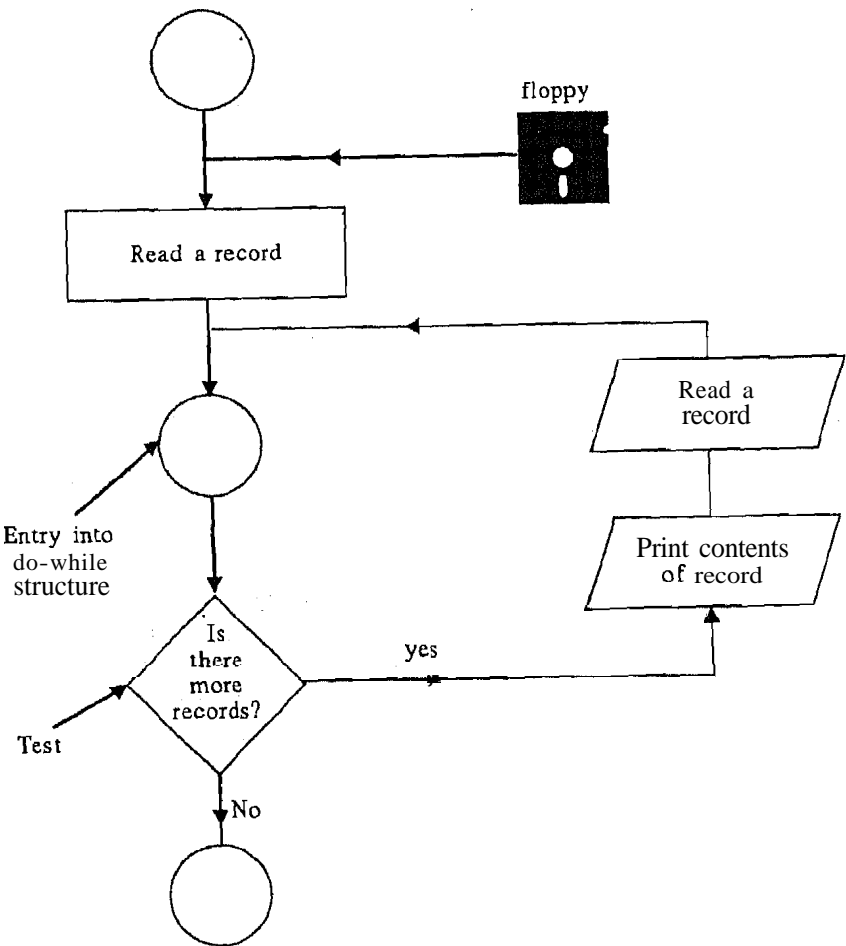 floppy
Read a record
Read a
record
Entry into
do-while
structure
Print contents
of record
Is
there
more
records?
yes
Test
No